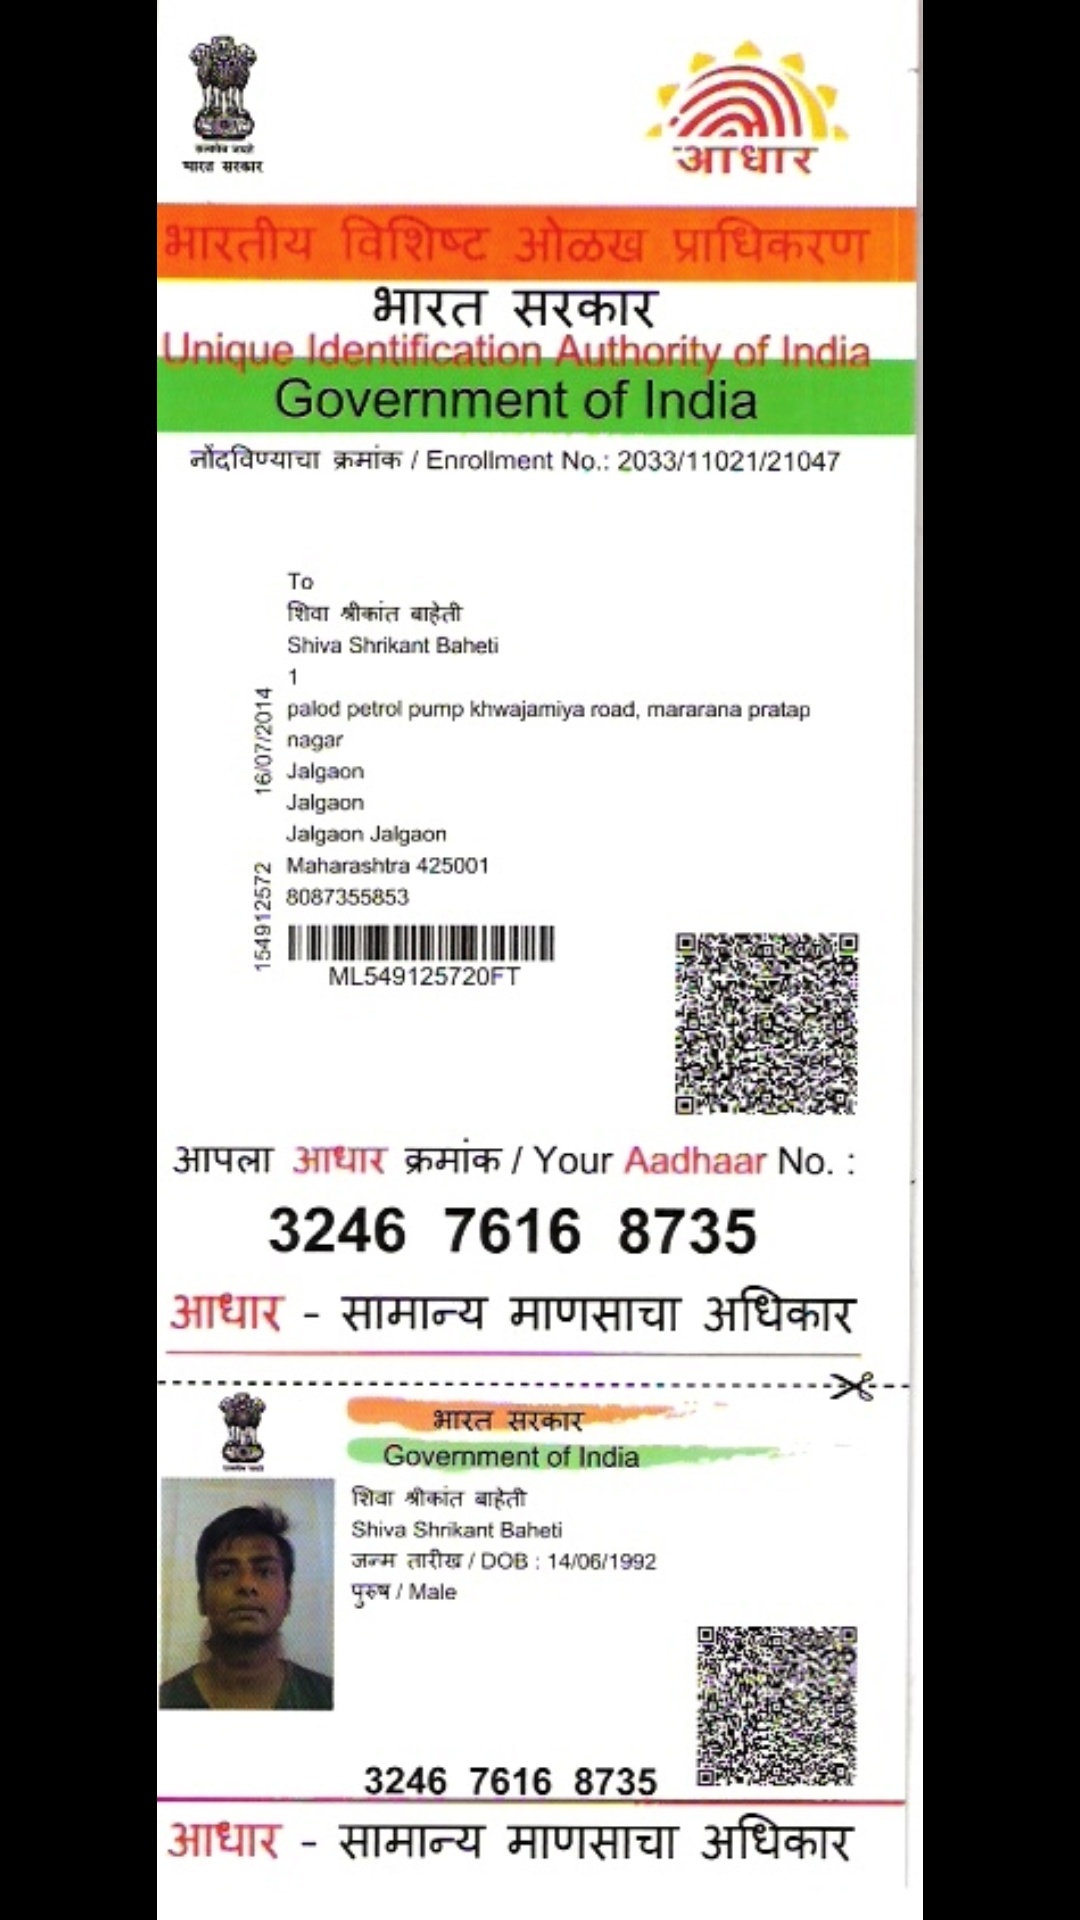 सत्यमेव जयते
भारत सरकार
आधार
भारतीय विशिष्ट ओळख प्राधिकरण
भारत सरकार
Unique Identification Authority of India
Government of India
नोंदविण्याचा क्रमांक / Enrollment No.: 2033/11021/21047
To
शिवा श्रीकांत बाहेती
Shiva Shrikant Baheti
1
palod petrol pump khwajamiya road, mararana pratap
nagar
Jalgaon
Jalgaon
Jalgaon Jalgaon
Maharashtra 425001
8087355853
154912572 16/07/2014
ML549125720FT
आपला आधार क्रमांक / Your Aadhaar No. :
3246 7616 8735
आधार - सामान्य माणसाचा अधिकार
भारत सरकार
Government of India
शिवा श्रीकांत बाहेती
Shiva Shrikant Baheti
जन्म तारीख / DOB : 14/06/1992
पुरुष / Male
3246 7616 8735
आधार - सामान्य माणसाचा अधिकार